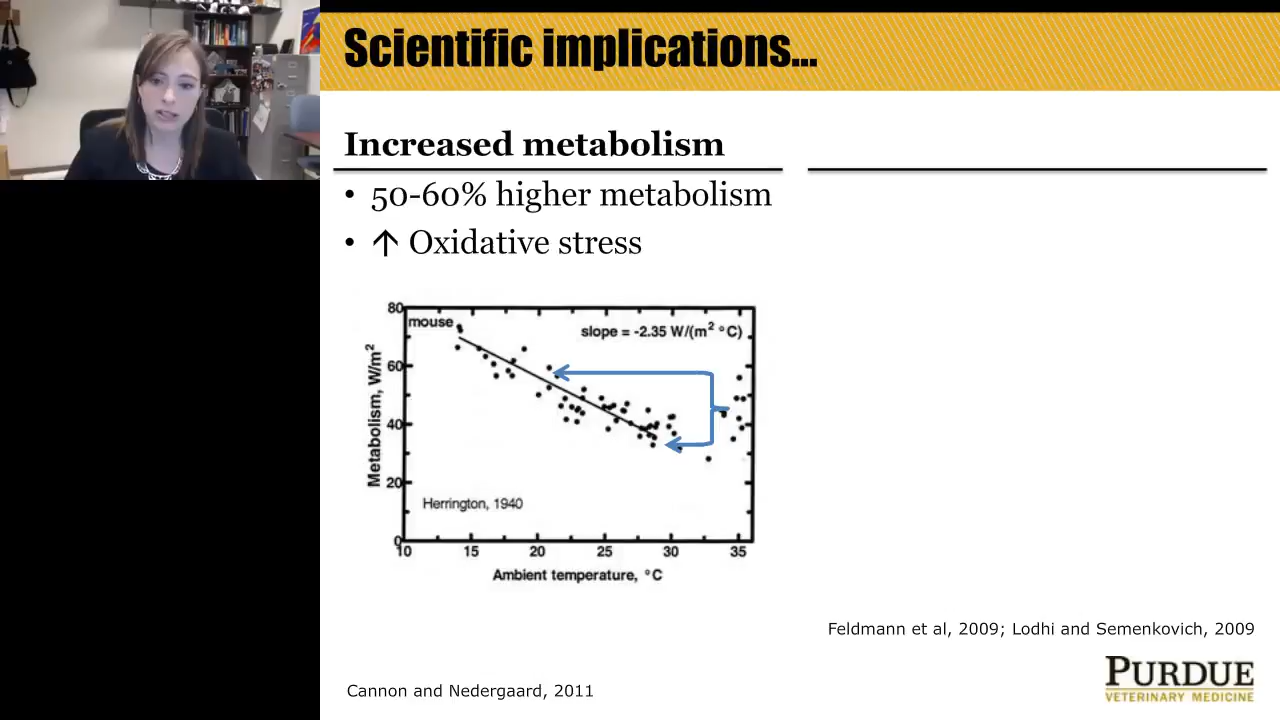 Scientific implications...
Increased metabolism
• 50-60% higher metabolism
• ↑ Oxidative stress
80
mouse
slope = -2.35 W/(m² °C)
60
Metabolism, W/m²
40
20
Herrington, 1940
0
10 15 20 25 30 35
Ambient temperature, °C
Feldmann et al, 2009; Lodhi and Semenkovich, 2009
PURDUE
VETERINARY MEDICINE
Cannon and Nedergaard, 2011